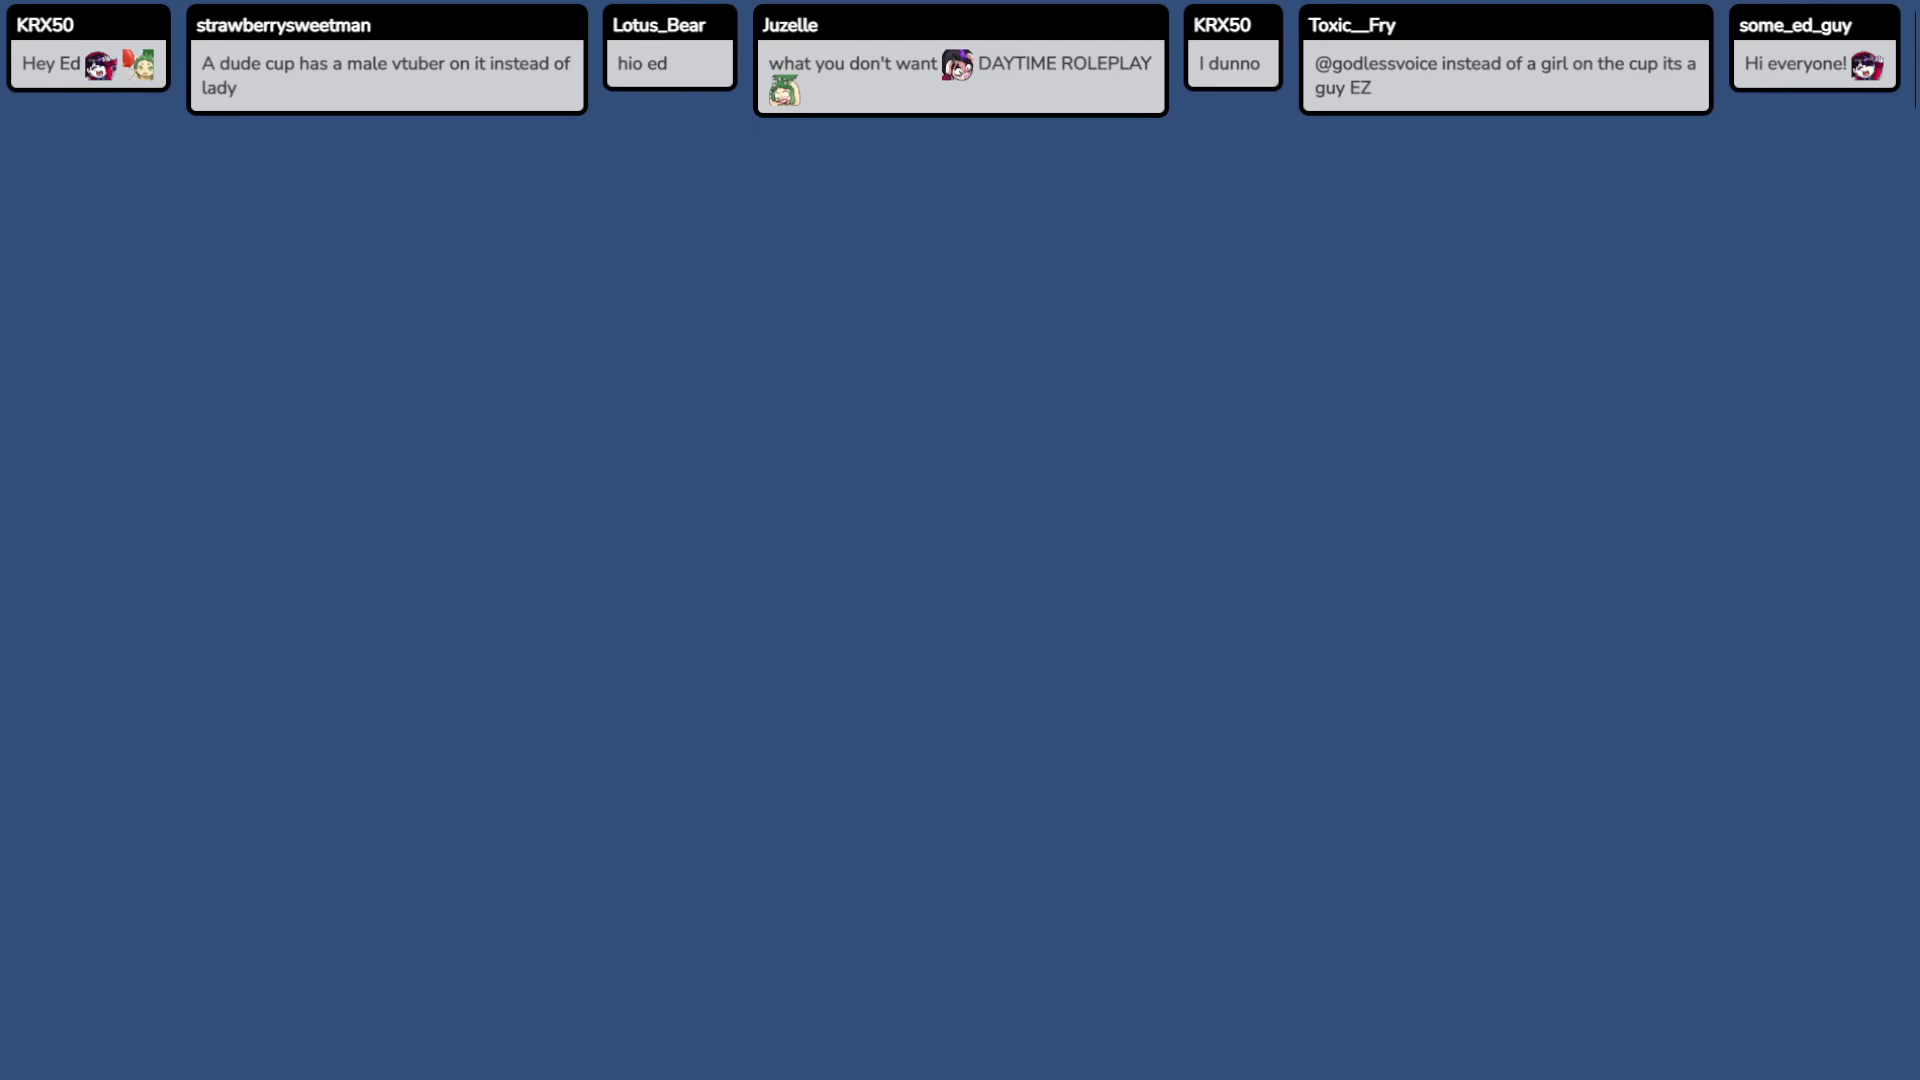 KRX50
Hey Ed
strawberrysweetman
A dude cup has a male vtuber on it instead of
lady
Lotus_Bear
hio ed
Juzelle
what you don't want DAYTIME ROLEPLAY
KRX50
I dunno
Toxic__Fry
@godlessvoice instead of a girl on the cup its a
guy EZ
some_ed_guy
Hi everyone!